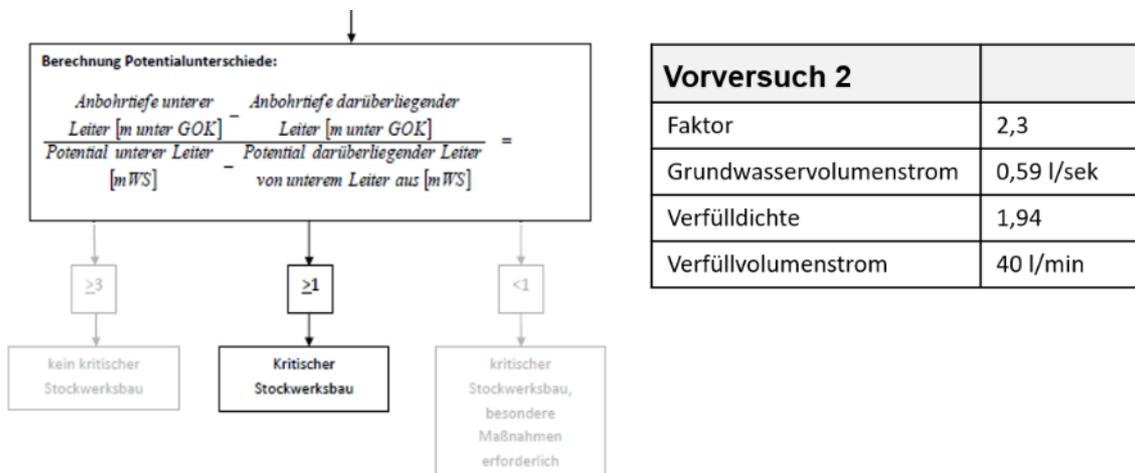 Berechnung Potentialunterschiede:
Anbohrtiefe unterer Leiter [m unter GOK] − Anbohrtiefe darüberliegender Leiter [m unter GOK]
Potential unterer Leiter [mWS] − Potential darüberliegender Leiter von unterem Leiter aus [mWS]
=
≥3
≥1
<1
kein kritischer
Stockwerksbau
Kritischer
Stockwerksbau
kritischer
Stockwerksbau,
besondere
Maßnahmen
erforderlich
Vorversuch 2
Faktor 2,3
Grundwasservolumenstrom 0,59 l/sek
Verfülldichte 1,94
Verfüllvolumenstrom 40 l/min